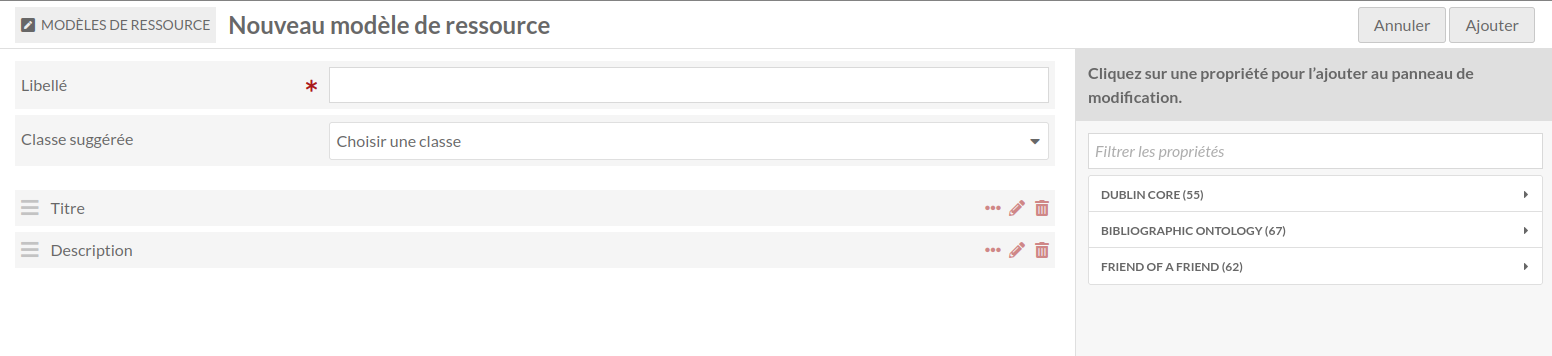 MODÈLES DE RESSOURCE Nouveau modèle de ressource Annuler Ajouter
Libellé *
Classe suggérée Choisir une classe
Titre
Description
Cliquez sur une propriété pour l’ajouter au panneau de
modification.
Filtrer les propriétés
DUBLIN CORE (55)
BIBLIOGRAPHIC ONTOLOGY (67)
FRIEND OF A FRIEND (62)